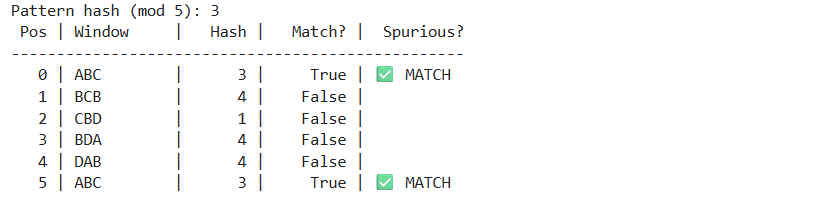 Pattern hash (mod 5): 3
 Pos | Window     |   Hash |   Match? |  Spurious?
--------------------------------------------------
   0 | ABC        |      3 |     True | ✅ MATCH
   1 | BCB        |      4 |    False |
   2 | CBD        |      1 |    False |
   3 | BDA        |      4 |    False |
   4 | DAB        |      4 |    False |
   5 | ABC        |      3 |     True | ✅ MATCH